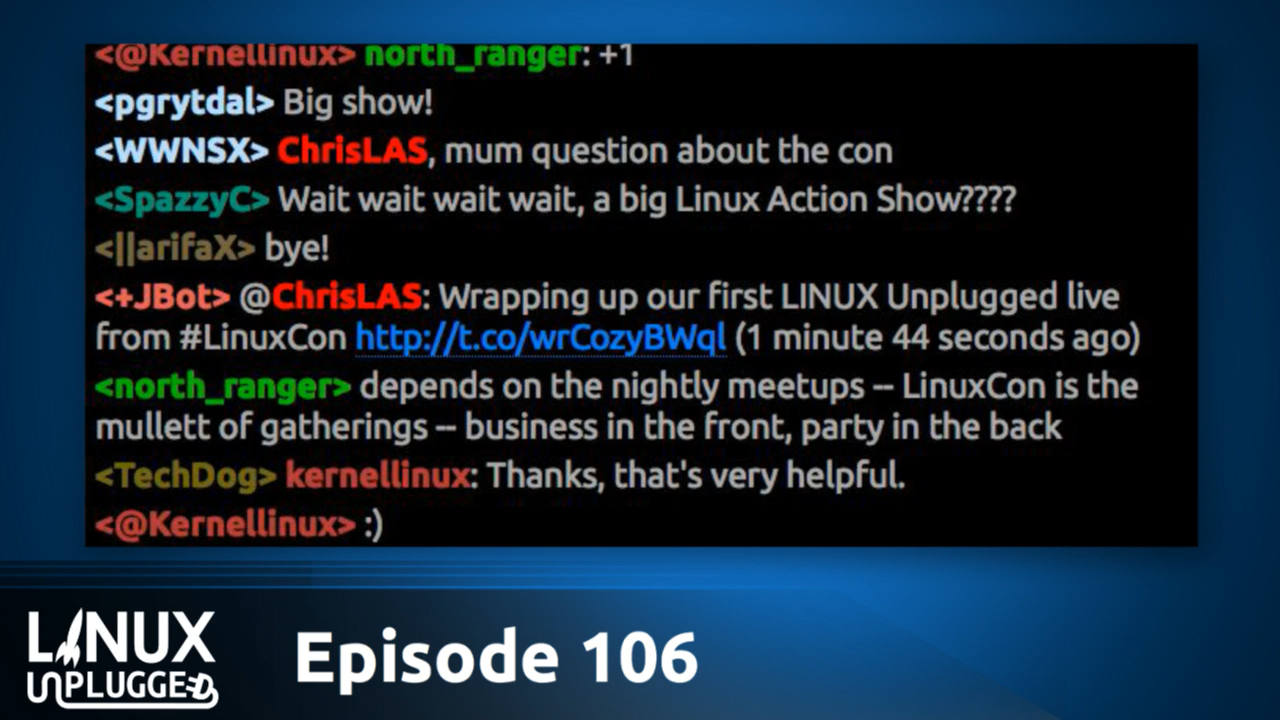 <@Kernellinux> north_ranger: +1
<pgrytdal> Big show!
<WWNSX> ChrisLAS, mum question about the con
<SpazzyC> Wait wait wait wait, a big Linux Action Show????
<||arifaX> bye!
<+JBot> @ChrisLAS: Wrapping up our first LINUX Unplugged live
from #LinuxCon http://t.co/wrCozyBWql (1 minute 44 seconds ago)
<north_ranger> depends on the nightly meetups -- LinuxCon is the
mullett of gatherings -- business in the front, party in the back
<TechDog> kernellinux: Thanks, that's very helpful.
<@Kernellinux> :)
LINUX
UNPLUGGED
Episode 106